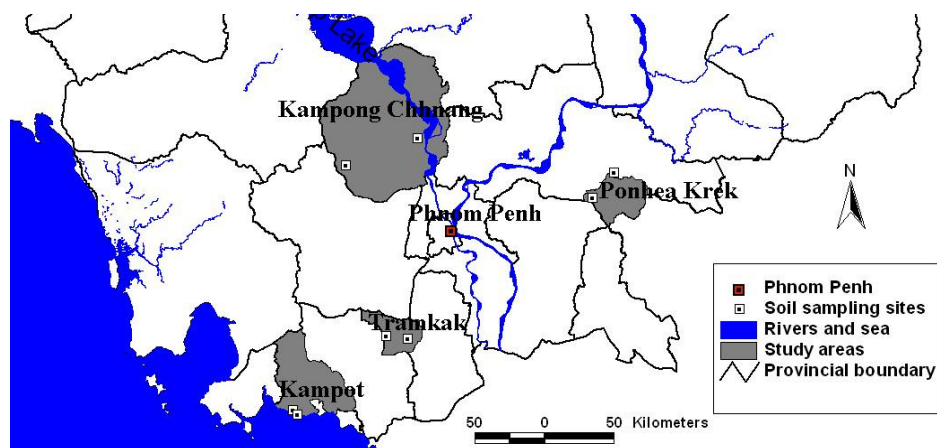 Lake
Kampong Chhnang
Ponhea Krek
N
Phnom Penh
Phnom Penh
Soil sampling sites
Rivers and sea
Study areas
Provincial boundary
Tramkak
Kampot
50 0 50 Kilometers